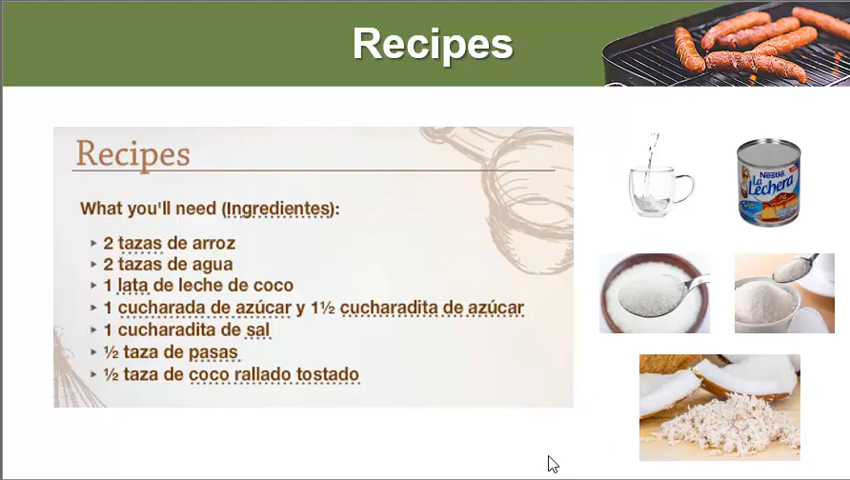 Recipes
Recipes
What you'll need (Ingredientes):
2 tazas de arroz
2 tazas de agua
1 lata de leche de coco
1 cucharada de azúcar y 1½ cucharadita de azúcar
1 cucharadita de sal
½ taza de pasas
½ taza de coco rallado tostado
Nestlé
La Lechera